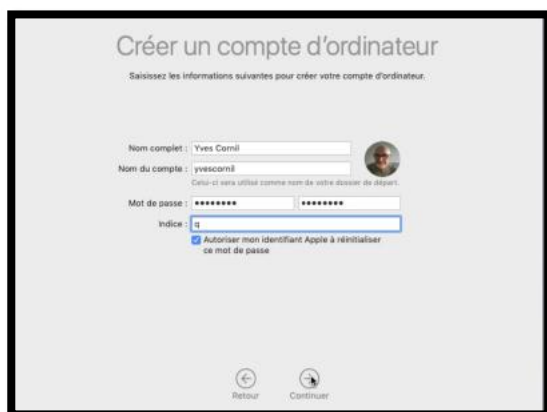 Créer un compte d'ordinateur
Saisissez les informations suivantes pour créer votre compte d'ordinateur.
Nom complet : Yves Cornil
Nom du compte : yvescornil
Celui-ci sera utilisé comme nom de votre dossier de départ.
Mot de passe : •••••••• ••••••••
Indice : q
Autoriser mon identifiant Apple à réinitialiser
ce mot de passe
Retour Continuer